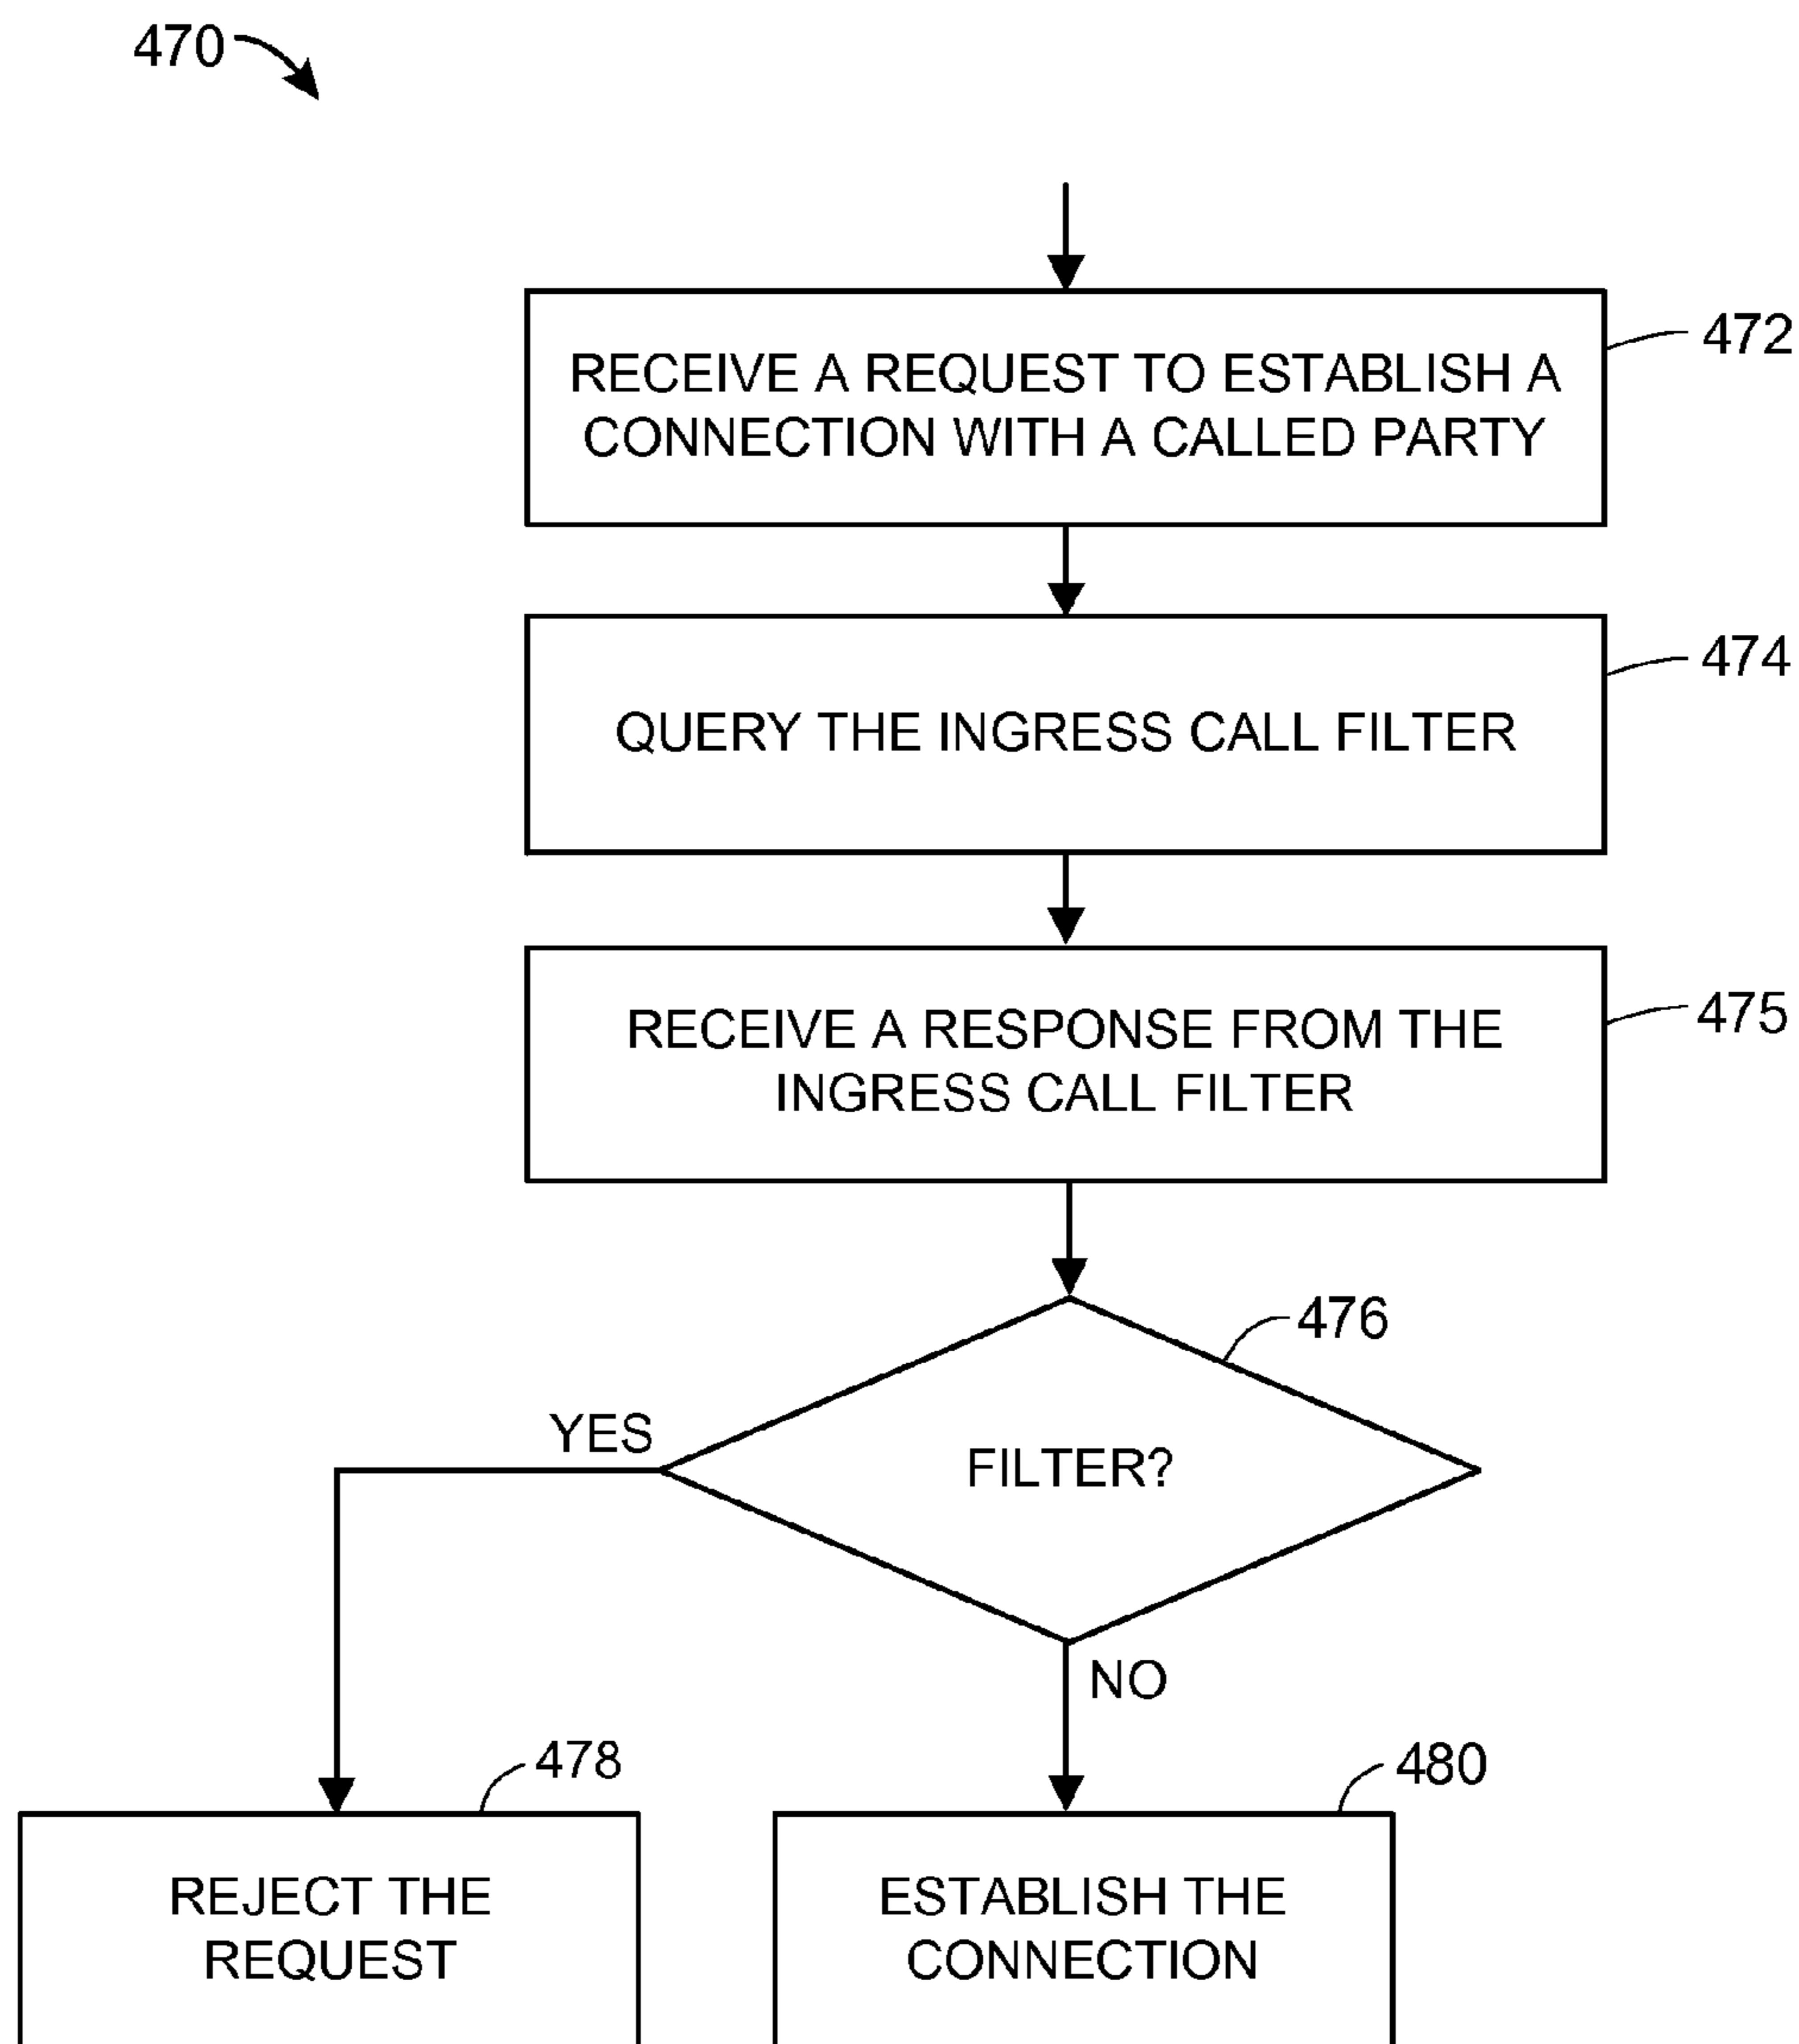 470
472
RECEIVE A REQUEST TO ESTABLISH A
CONNECTION WITH A CALLED PARTY
474
QUERY THE INGRESS CALL FILTER
475
RECEIVE A RESPONSE FROM THE
INGRESS CALL FILTER
476
YES
FILTER?
NO
478
480
REJECT THE
REQUEST
ESTABLISH THE
CONNECTION